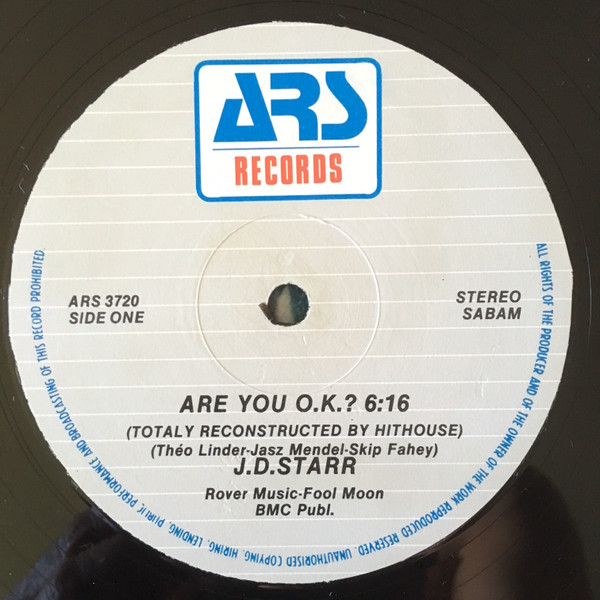 ARS
RECORDS
ARS 3720
SIDE ONE
STEREO
SABAM
ARE YOU O.K.? 6:16
(TOTALY RECONSTRUCTED BY HITHOUSE)
(Théo Linder-Jasz Mendel-Skip Fahey)
J.D.STARR
Rover Music-Fool Moon
BMC Publ.
ALL RIGHTS OF THE PRODUCER AND OF THE OWNER OF THE WORK REPRODUCED RESERVED. UNAUTHORISED COPYING, HIRING, LENDING, PUBLIC PERFORMANCE AND BROADCASTING OF THIS RECORD PROHIBITED.